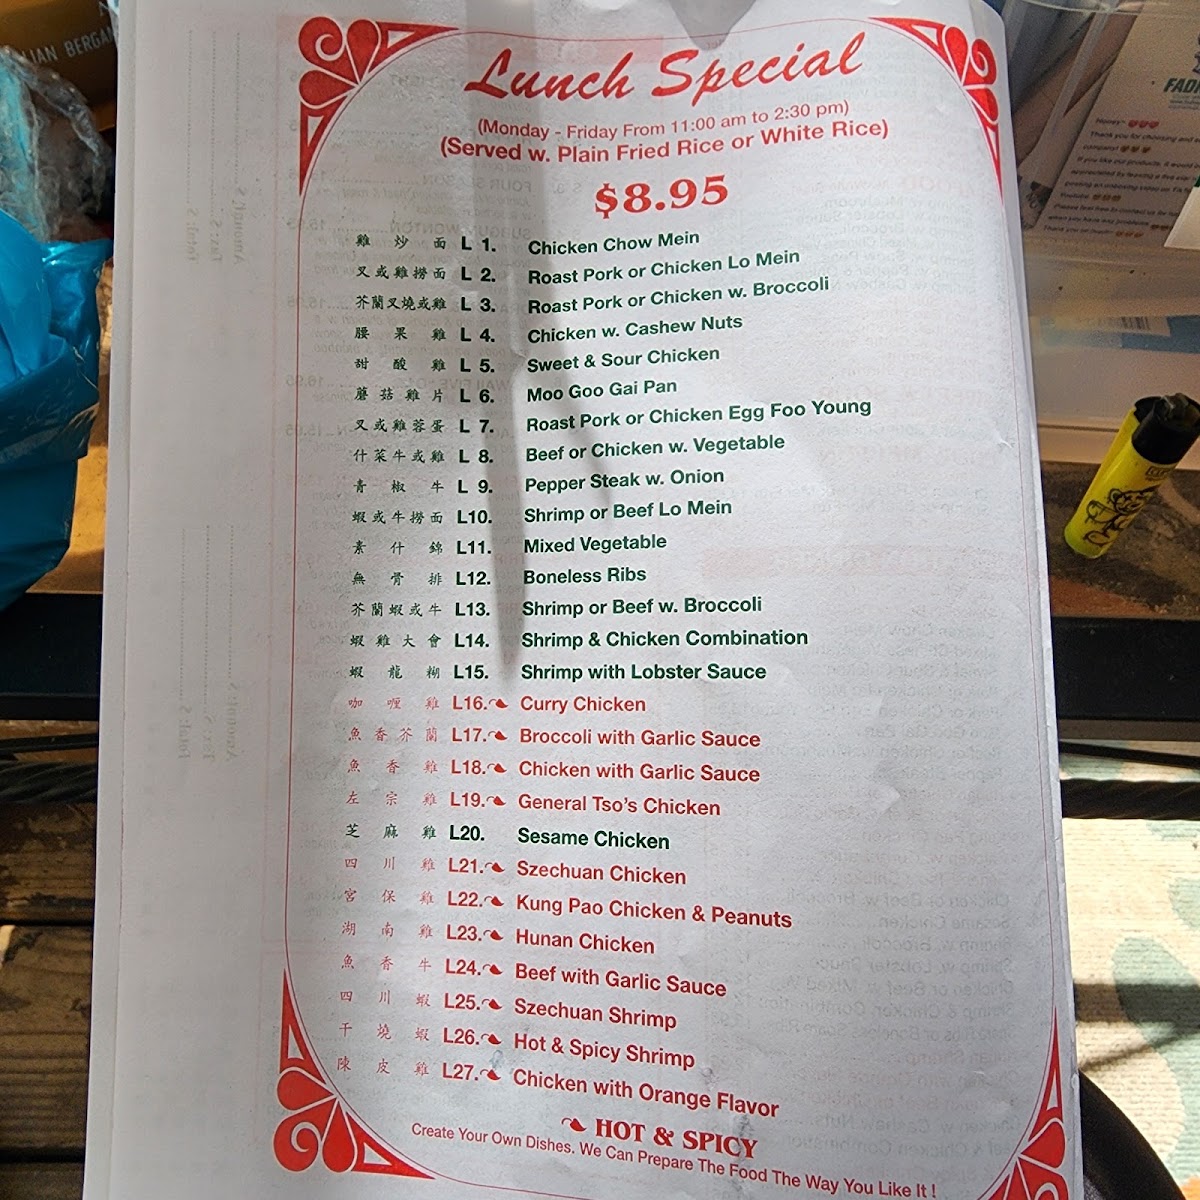 LIAN BERGAM
Lunch Special
(Monday - Friday From 11:00 am to 2:30 pm)
(Served w. Plain Fried Rice or White Rice)
$8.95
雞炒面 L 1. Chicken Chow Mein
叉或雞撈面 L 2. Roast Pork or Chicken Lo Mein
芥蘭叉燒或雞 L 3. Roast Pork or Chicken w. Broccoli
腰果雞 L 4. Chicken w. Cashew Nuts
甜酸雞 L 5. Sweet & Sour Chicken
蘑菇雞片 L 6. Moo Goo Gai Pan
叉或雞蓉蛋 L 7. Roast Pork or Chicken Egg Foo Young
什菜牛或雞 L 8. Beef or Chicken w. Vegetable
青椒牛 L 9. Pepper Steak w. Onion
蝦或牛撈面 L10. Shrimp or Beef Lo Mein
素什錦 L11. Mixed Vegetable
無骨排 L12. Boneless Ribs
芥蘭蝦或牛 L13. Shrimp or Beef w. Broccoli
蝦雞大會 L14. Shrimp & Chicken Combination
蝦龍糊 L15. Shrimp with Lobster Sauce
咖喱雞 L16. Curry Chicken
魚香芥蘭 L17. Broccoli with Garlic Sauce
魚香雞 L18. Chicken with Garlic Sauce
左宗雞 L19. General Tso's Chicken
芝麻雞 L20. Sesame Chicken
四川雞 L21. Szechuan Chicken
宮保雞 L22. Kung Pao Chicken & Peanuts
湖南雞 L23. Hunan Chicken
魚香牛 L24. Beef with Garlic Sauce
四川蝦 L25. Szechuan Shrimp
干燒蝦 L26. Hot & Spicy Shrimp
陳皮雞 L27. Chicken with Orange Flavor
HOT & SPICY
Create Your Own Dishes. We Can Prepare The Food The Way You Like It !